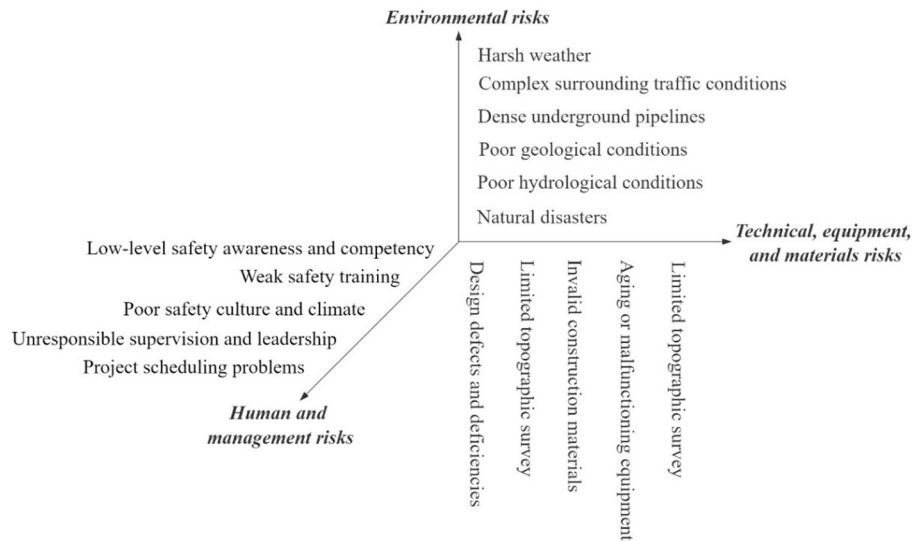 Environmental risks
Harsh weather
Complex surrounding traffic conditions
Dense underground pipelines
Poor geological conditions
Poor hydrological conditions
Natural disasters
Technical, equipment,
and materials risks
Low-level safety awareness and competency
Weak safety training
Poor safety culture and climate
Unresponsible supervision and leadership
Project scheduling problems
Human and
management risks
Design defects and deficiencies
Limited topographic survey
Invalid construction materials
Aging or malfunctioning equipment
Limited topographic survey